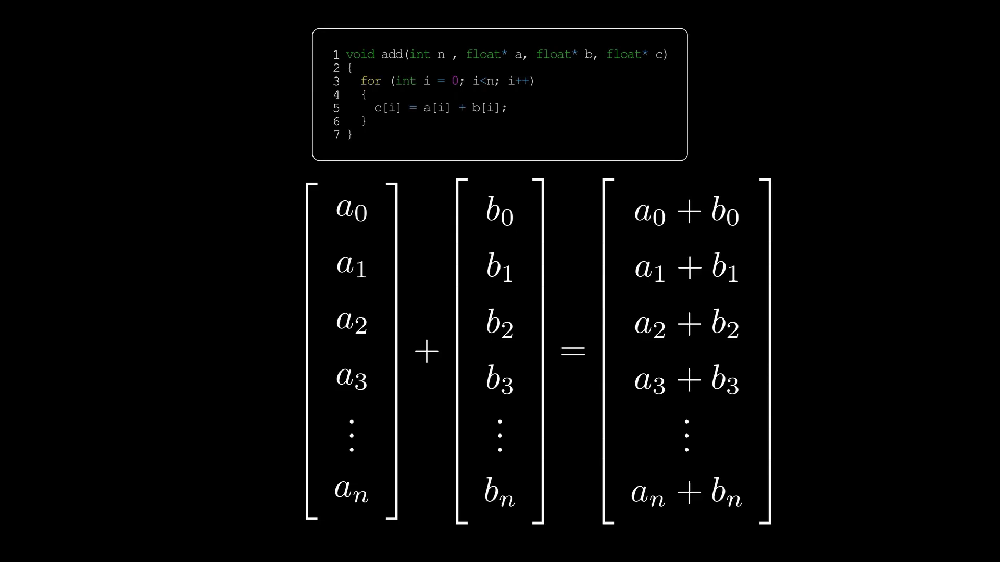 1 void add(int n , float* a, float* b, float* c)
2 {
3   for (int i = 0; i<n; i++)
4   {
5     c[i] = a[i] + b[i];
6   }
7 }
a₀ b₀ a₀ + b₀
a₁ b₁ a₁ + b₁
a₂ b₂ a₂ + b₂
+ =
a₃ b₃ a₃ + b₃
⋮ ⋮ ⋮
aₙ bₙ aₙ + bₙ